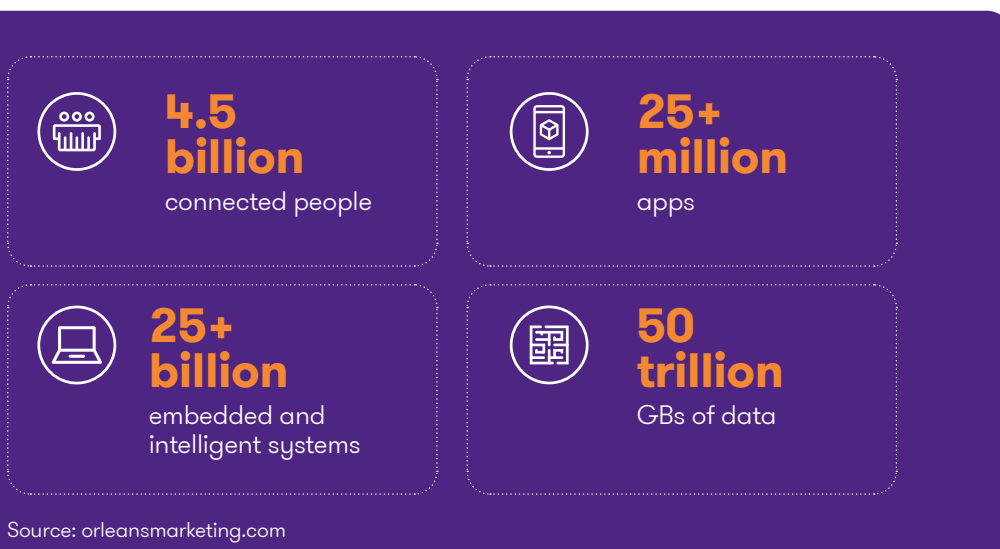 4.5
billion
connected people
25+
million
apps
25+
billion
embedded and
intelligent systems
50
trillion
GBs of data
Source: orleansmarketing.com